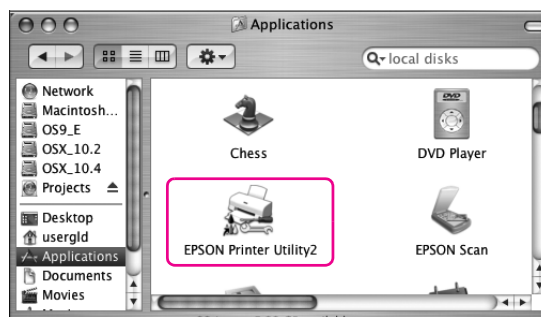 Applications
local disks
Network
Macintosh...
OS9_E
OSX_10.2
OSX_10.4
Projects
Desktop
usergld
Applications
Documents
Movies
Chess
DVD Player
EPSON Printer Utility2
EPSON Scan